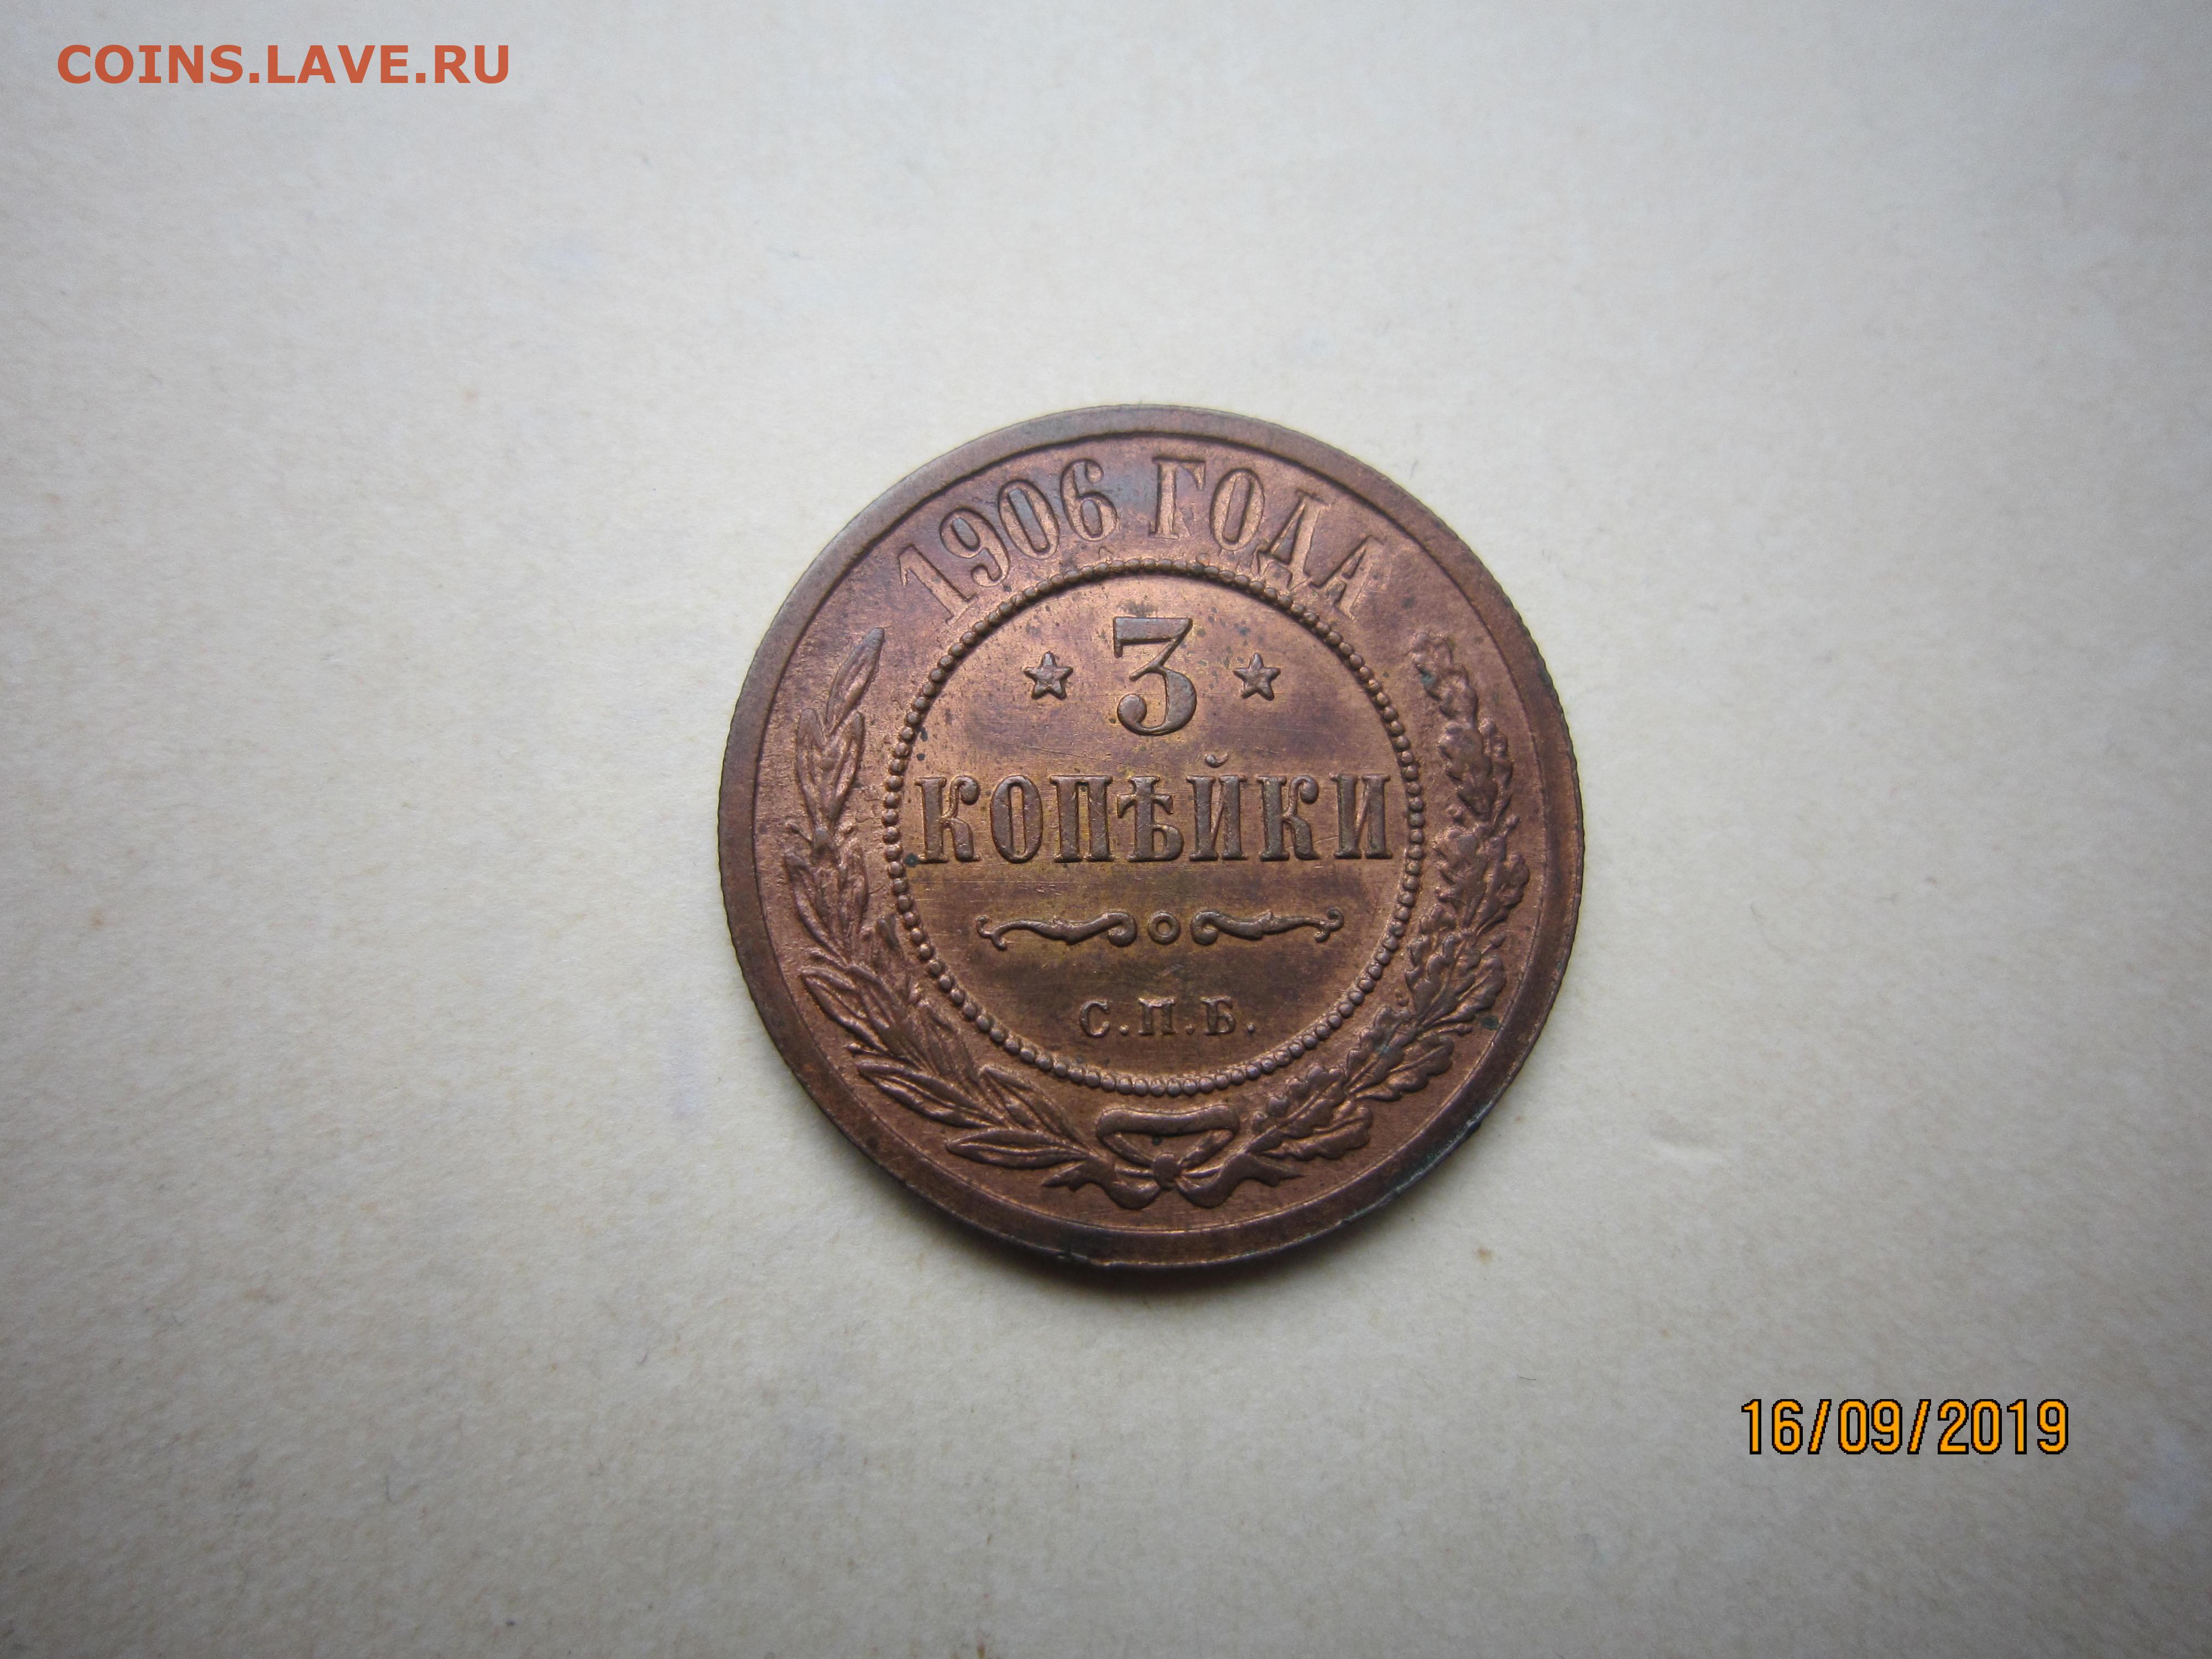 COINS.LAVE.RU
1906 ГОДА
3
КОПѢЙКИ
С.П.Б.
16/09/2019